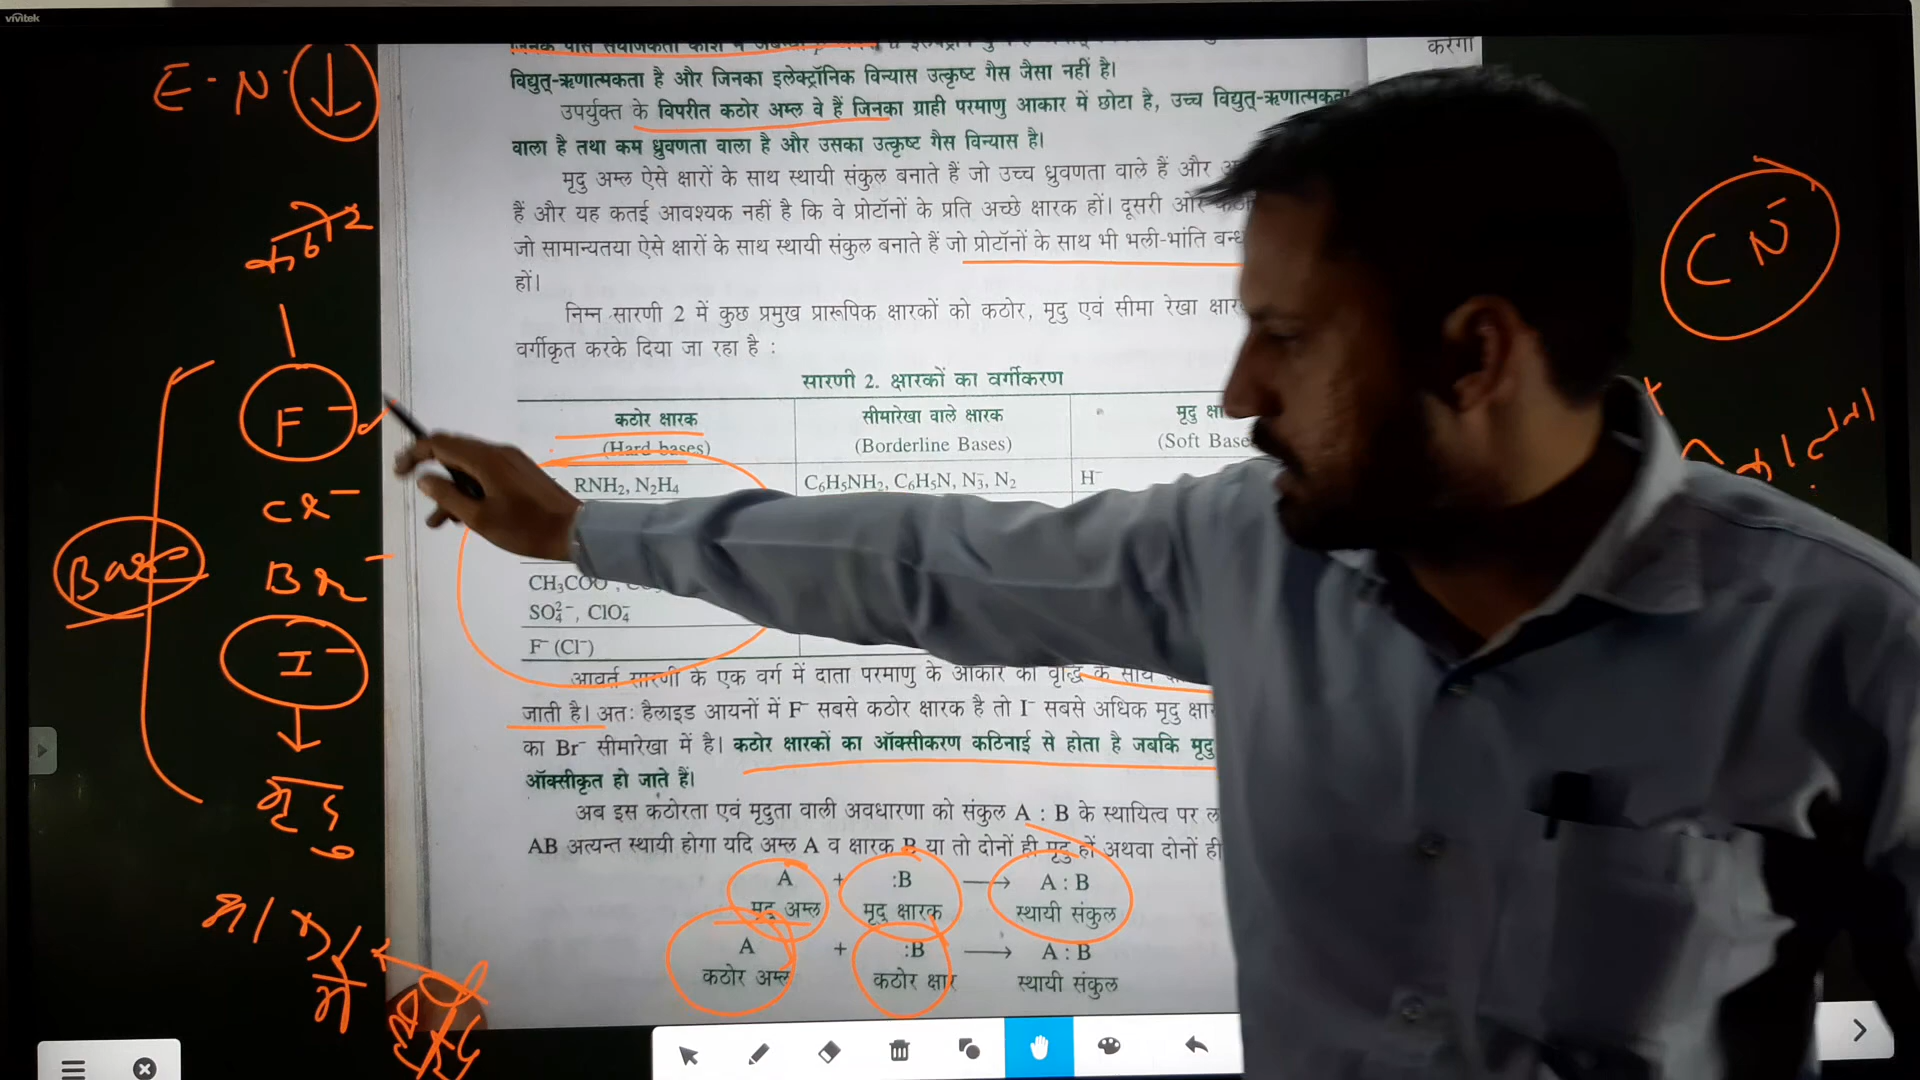 vivitek
E-N.↓
करेगा
विद्युत्-ऋणात्मकता है और जिनका इलेक्ट्रॉनिक विन्यास उत्कृष्ट गैस जैसा नहीं है।
उपर्युक्त के विपरीत कठोर अम्ल वे हैं जिनका ग्राही परमाणु आकार में छोटा है, उच्च विद्युत्-ऋणात्मकता
वाला है तथा कम ध्रुवणता वाला है और उसका उत्कृष्ट गैस विन्यास है।
मृदु अम्ल ऐसे क्षारों के साथ स्थायी संकुल बनाते हैं जो उच्च ध्रुवणता वाले हैं और
हैं और यह कतई आवश्यक नहीं है कि वे प्रोटॉनों के प्रति अच्छे क्षारक हों। दूसरी ओर
जो सामान्यतया ऐसे क्षारों के साथ स्थायी संकुल बनाते हैं जो प्रोटॉनों के साथ भी भली-भांति
हों।
निम्न सारणी 2 में कुछ प्रमुख प्रारूपिक क्षारकों को कठोर, मृदु एवं सीमा रेखा
वर्गीकृत करके दिया जा रहा है :
सारणी 2. क्षारकों का वर्गीकरण
कठोर क्षारक सीमारेखा वाले क्षारक मृदु
(Hard bases) (Borderline Bases) (Soft
RNH₂, N₂H₄ C₆H₅NH₂, C₆H₅N, N₃⁻, N₂ H⁻
CH₃COO⁻,
SO₄²⁻, ClO₄⁻
F⁻ (Cl⁻)
आवर्त सारणी के एक वर्ग में दाता परमाणु के आकार की वृद्धि के साथ
जाती है। अतः हैलाइड आयनों में F⁻ सबसे कठोर क्षारक है तो I⁻ सबसे अधिक मृदु
का Br⁻ सीमारेखा में है। कठोर क्षारकों का ऑक्सीकरण कठिनाई से होता है जबकि मृदु
ऑक्सीकृत हो जाते हैं।
अब इस कठोरता एवं मृदुता वाली अवधारणा को संकुल A : B के स्थायित्व पर
AB अत्यन्त स्थायी होगा यदि अम्ल A व क्षारक B या तो दोनों ही मृदु हों अथवा दोनों ही
A + :B ⟶ A : B
मृदु अम्ल मृदु क्षारक स्थायी संकुल
A + :B ⟶ A : B
कठोर अम्ल कठोर क्षार स्थायी संकुल
कठोर
F⁻
Cl⁻
Base
Br⁻
I⁻
↓
मृदु
CN⁻